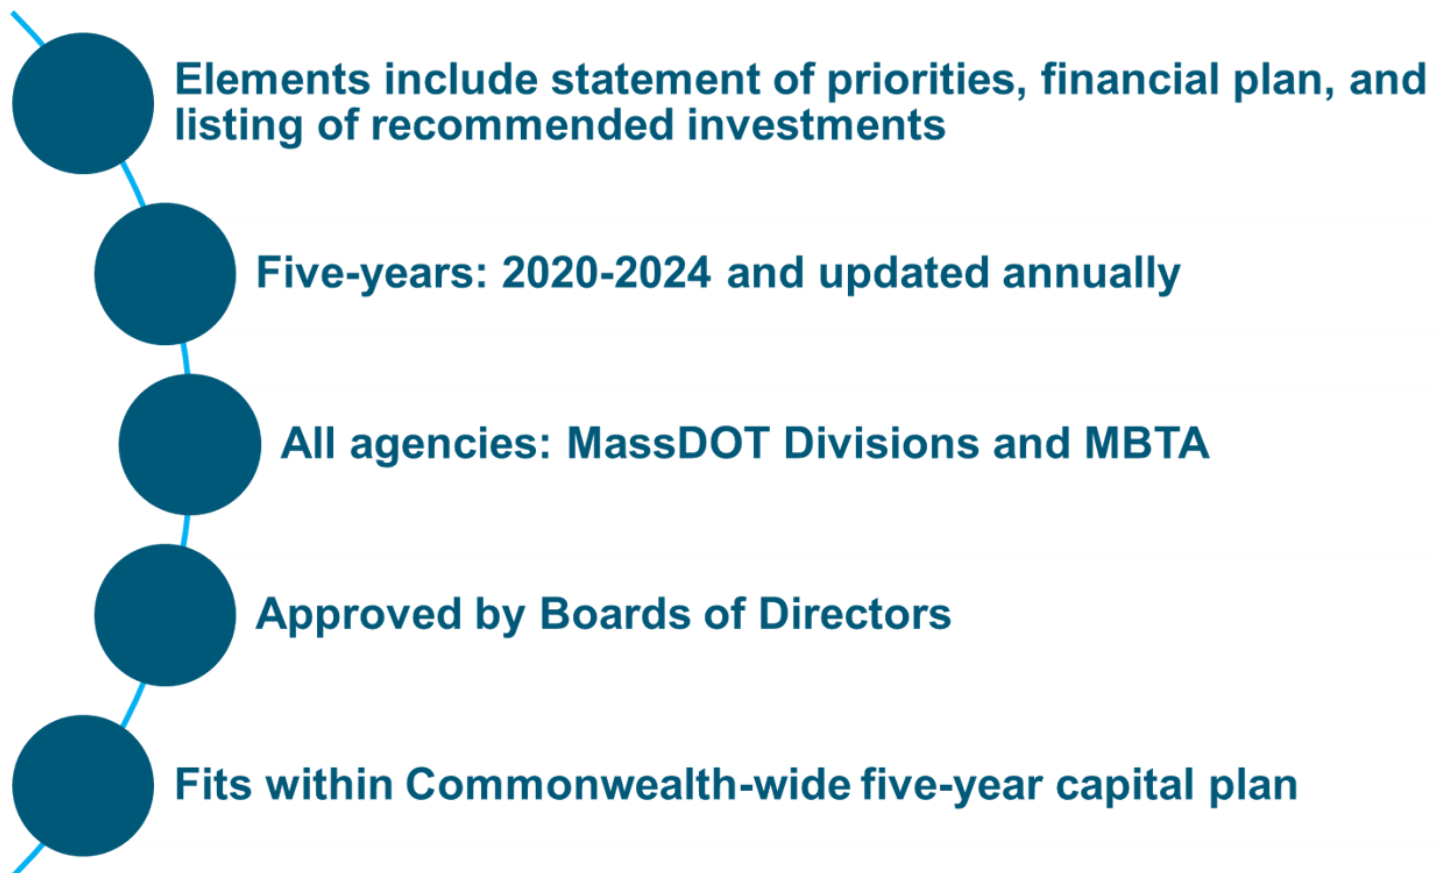 Elements include statement of priorities, financial plan, and
listing of recommended investments
Five-years: 2020-2024 and updated annually
All agencies: MassDOT Divisions and MBTA
Approved by Boards of Directors
Fits within Commonwealth-wide five-year capital plan